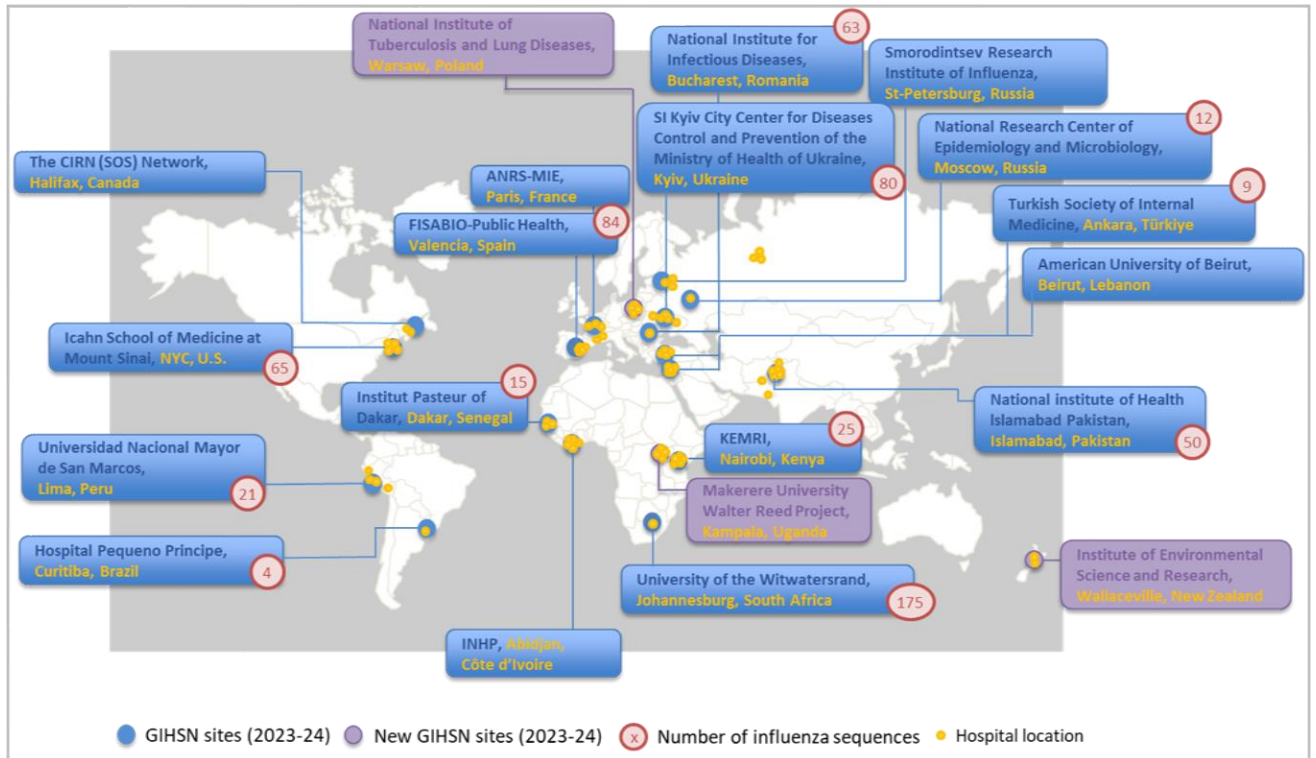 National Institute of
Tuberculosis and Lung Diseases,
Warsaw, Poland
National Institute for
Infectious Diseases,
Bucharest, Romania
63
Smorodintsev Research
Institute of Influenza,
St-Petersburg, Russia
SI Kyiv City Center for Diseases
Control and Prevention of the
Ministry of Health of Ukraine,
Kyiv, Ukraine
80
National Research Center of
Epidemiology and Microbiology,
Moscow, Russia
12
The CIRN (SOS) Network,
Halifax, Canada
ANRS-MIE,
Paris, France
FISABIO-Public Health,
Valencia, Spain
84
Turkish Society of Internal
Medicine, Ankara, Türkiye
9
American University of Beirut,
Beirut, Lebanon
Icahn School of Medicine at
Mount Sinai, NYC, U.S.
65
Institut Pasteur of
Dakar, Dakar, Senegal
15
National institute of Health
Islamabad Pakistan,
Islamabad, Pakistan
50
Universidad Nacional Mayor
de San Marcos,
Lima, Peru
21
KEMRI,
Nairobi, Kenya
25
Makerere University
Walter Reed Project,
Kampala, Uganda
Hospital Pequeno Principe,
Curitiba, Brazil
4
University of the Witwatersrand,
Johannesburg, South Africa
175
Institute of Environmental
Science and Research,
Wallaceville, New Zealand
INHP, Abidjan,
Côte d'Ivoire
GIHSN sites (2023-24)
New GIHSN sites (2023-24)
x
Number of influenza sequences
Hospital location